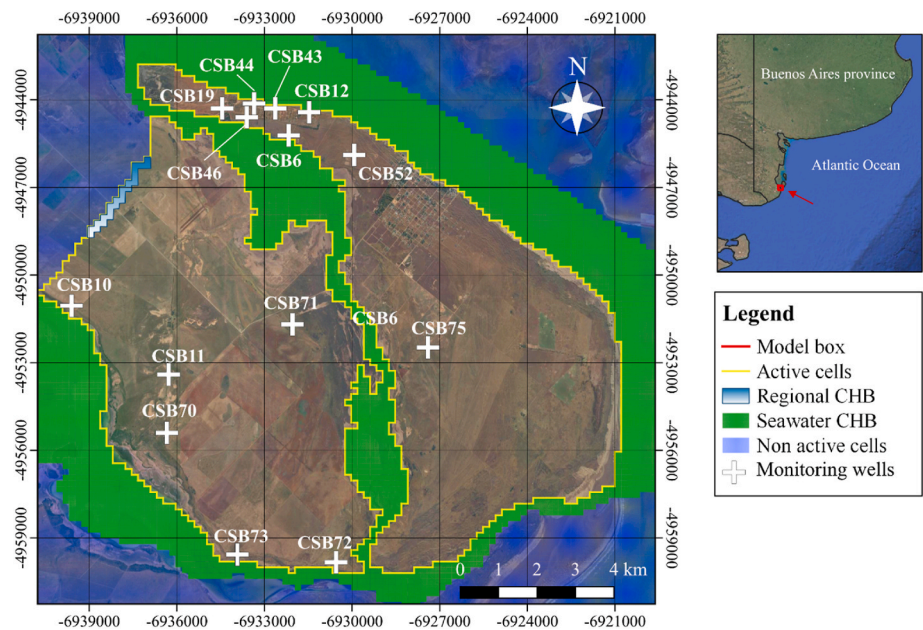 -6939000 -6936000 -6933000 -6930000 -6927000 -6924000 -6921000
CSB44 CSB43
CSB19 CSB12
CSB46 CSB6
CSB52
N
-4944000 -4944000
-4947000 -4947000
-4950000 -4950000
CSB10 CSB71
CSB6 CSB75
-4953000 -4953000
CSB11
CSB70
-4956000 -4956000
-4959000 -4959000
CSB73 CSB72
0 1 2 3 4 km
-6939000 -6936000 -6933000 -6930000 -6927000 -6924000 -6921000
Buenos Aires province
Atlantic Ocean
Legend
Model box
Active cells
Regional CHB
Seawater CHB
Non active cells
Monitoring wells